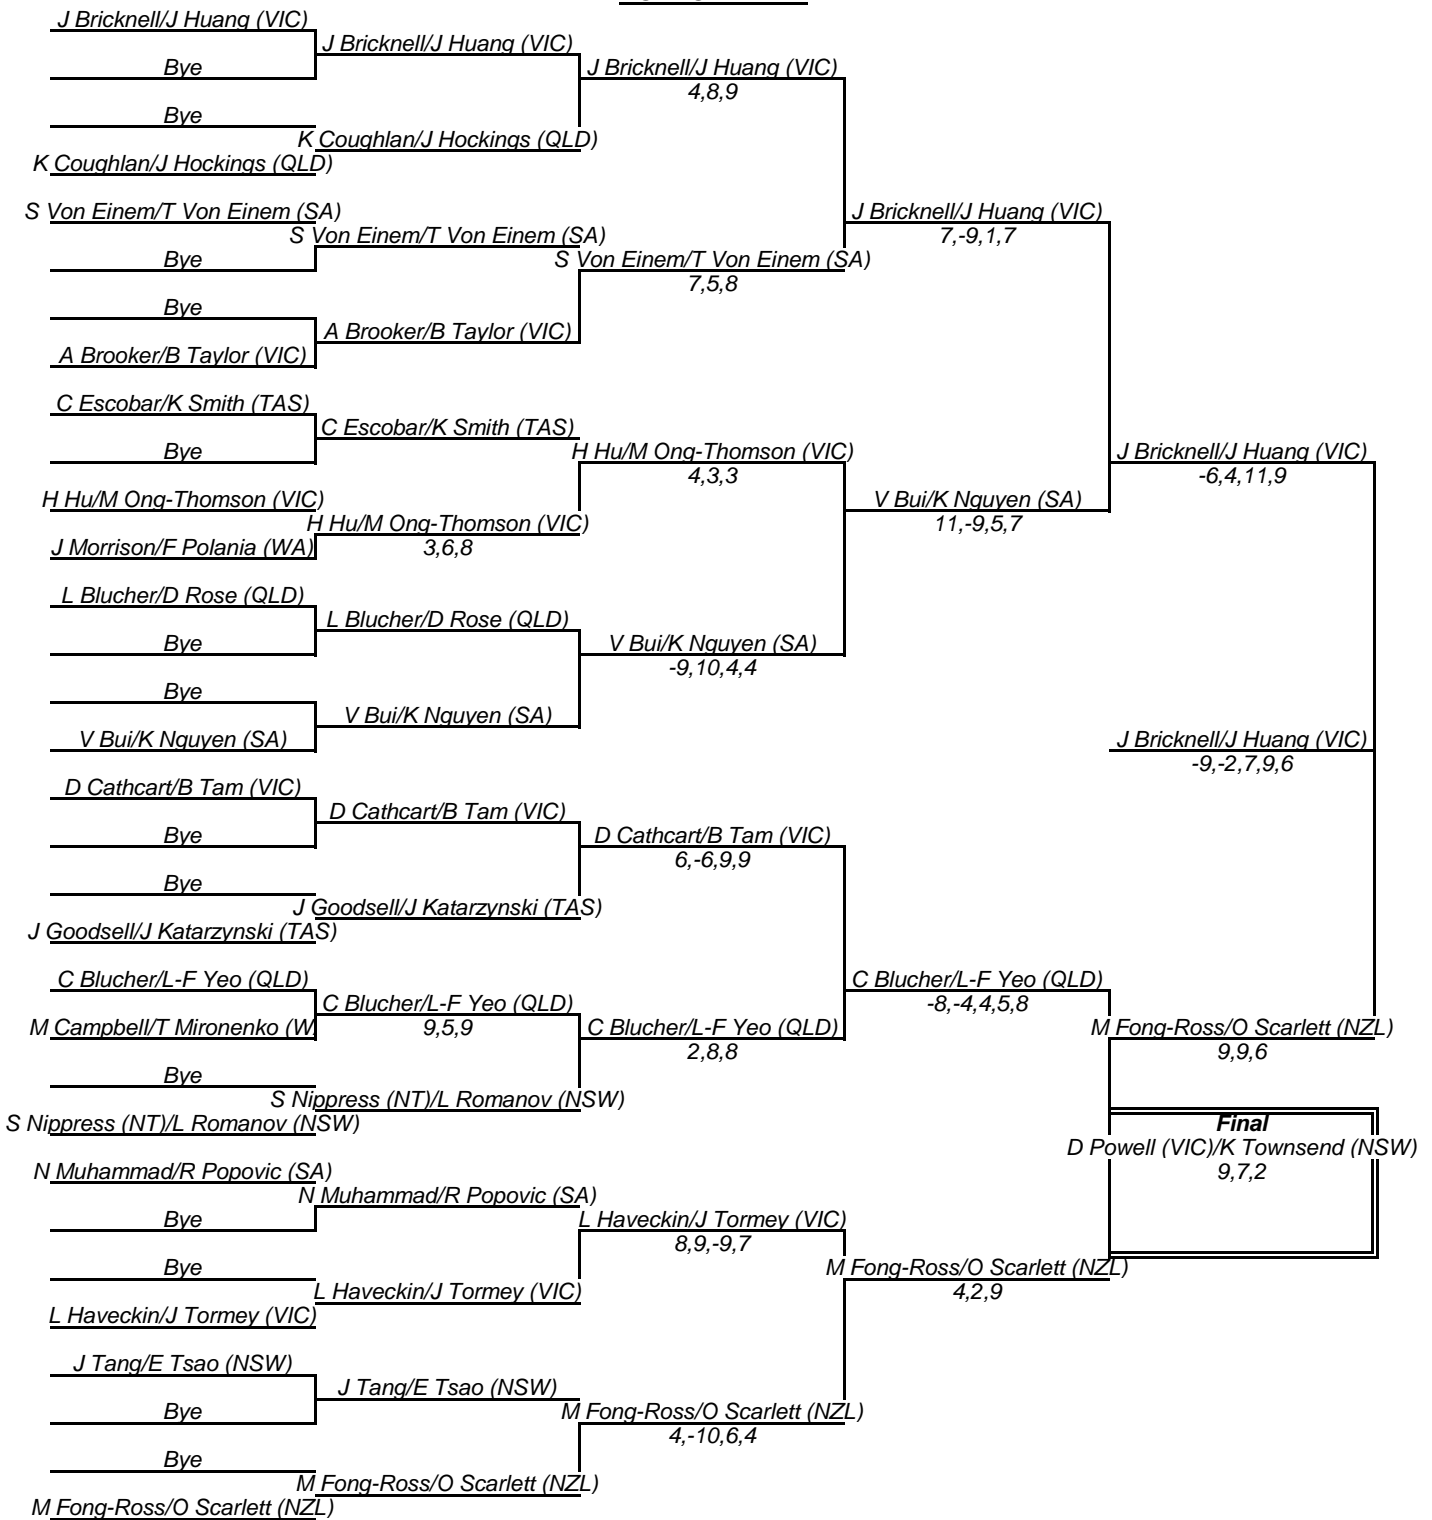 J Bricknell/J Huang (VIC)
J Bricknell/J Huang (VIC)
Bye
J Bricknell/J Huang (VIC)
4,8,9
Bye
K Coughlan/J Hockings (QLD)
K Coughlan/J Hockings (QLD)
S Von Einem/T Von Einem (SA)
J Bricknell/J Huang (VIC)
7,-9,1,7
S Von Einem/T Von Einem (SA)
Bye
S Von Einem/T Von Einem (SA)
7,5,8
Bye
A Brooker/B Taylor (VIC)
A Brooker/B Taylor (VIC)
C Escobar/K Smith (TAS)
C Escobar/K Smith (TAS)
Bye
H Hu/M Ong-Thomson (VIC)
4,3,3
J Bricknell/J Huang (VIC)
-6,4,11,9
H Hu/M Ong-Thomson (VIC)
V Bui/K Nguyen (SA)
11,-9,5,7
H Hu/M Ong-Thomson (VIC)
3,6,8
J Morrison/F Polania (WA)
L Blucher/D Rose (QLD)
L Blucher/D Rose (QLD)
Bye
V Bui/K Nguyen (SA)
-9,10,4,4
Bye
V Bui/K Nguyen (SA)
V Bui/K Nguyen (SA)
J Bricknell/J Huang (VIC)
-9,-2,7,9,6
D Cathcart/B Tam (VIC)
D Cathcart/B Tam (VIC)
Bye
D Cathcart/B Tam (VIC)
6,-6,9,9
Bye
J Goodsell/J Katarzynski (TAS)
J Goodsell/J Katarzynski (TAS)
C Blucher/L-F Yeo (QLD)
C Blucher/L-F Yeo (QLD)
-8,-4,4,5,8
C Blucher/L-F Yeo (QLD)
9,5,9
M Campbell/T Mironenko (W
C Blucher/L-F Yeo (QLD)
2,8,8
M Fong-Ross/O Scarlett (NZL)
9,9,6
Bye
S Nippress (NT)/L Romanov (NSW)
S Nippress (NT)/L Romanov (NSW)
Final
D Powell (VIC)/K Townsend (NSW)
9,7,2
N Muhammad/R Popovic (SA)
N Muhammad/R Popovic (SA)
Bye
L Haveckin/J Tormey (VIC)
8,9,-9,7
Bye
M Fong-Ross/O Scarlett (NZL)
4,2,9
L Haveckin/J Tormey (VIC)
L Haveckin/J Tormey (VIC)
J Tang/E Tsao (NSW)
J Tang/E Tsao (NSW)
Bye
M Fong-Ross/O Scarlett (NZL)
4,-10,6,4
Bye
M Fong-Ross/O Scarlett (NZL)
M Fong-Ross/O Scarlett (NZL)